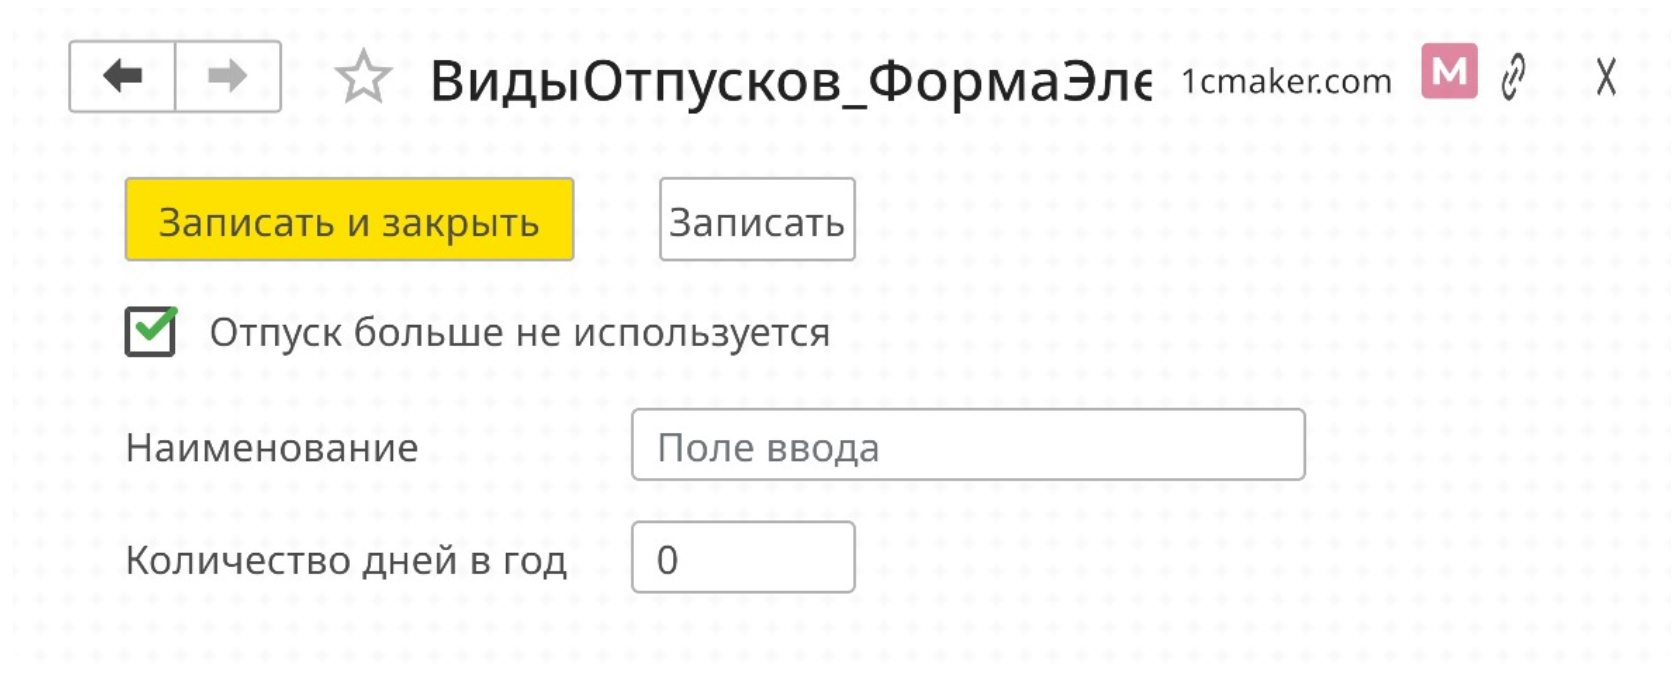 ВидыОтпусков_ФормаЭле 1cmaker.com M X
Записать и закрыть Записать
Отпуск больше не используется
Наименование Поле ввода
Количество дней в год 0